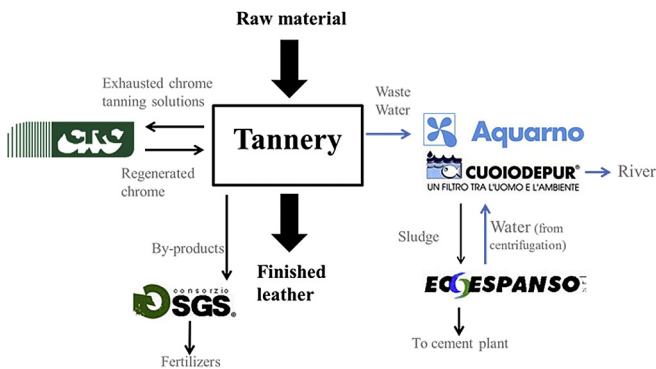 Raw material
Exhausted chrome
tanning solutions
Waste
Water
Tannery
Aquarno
CUOIODEPUR®
UN FILTRO TRA L'UOMO E L'AMBIENTE
River
Regenerated
chrome
By-products
Finished
leather
Sludge
Water (from
centrifugation)
consorzio
SGS®
ECOESPANSO
Fertilizers
To cement plant